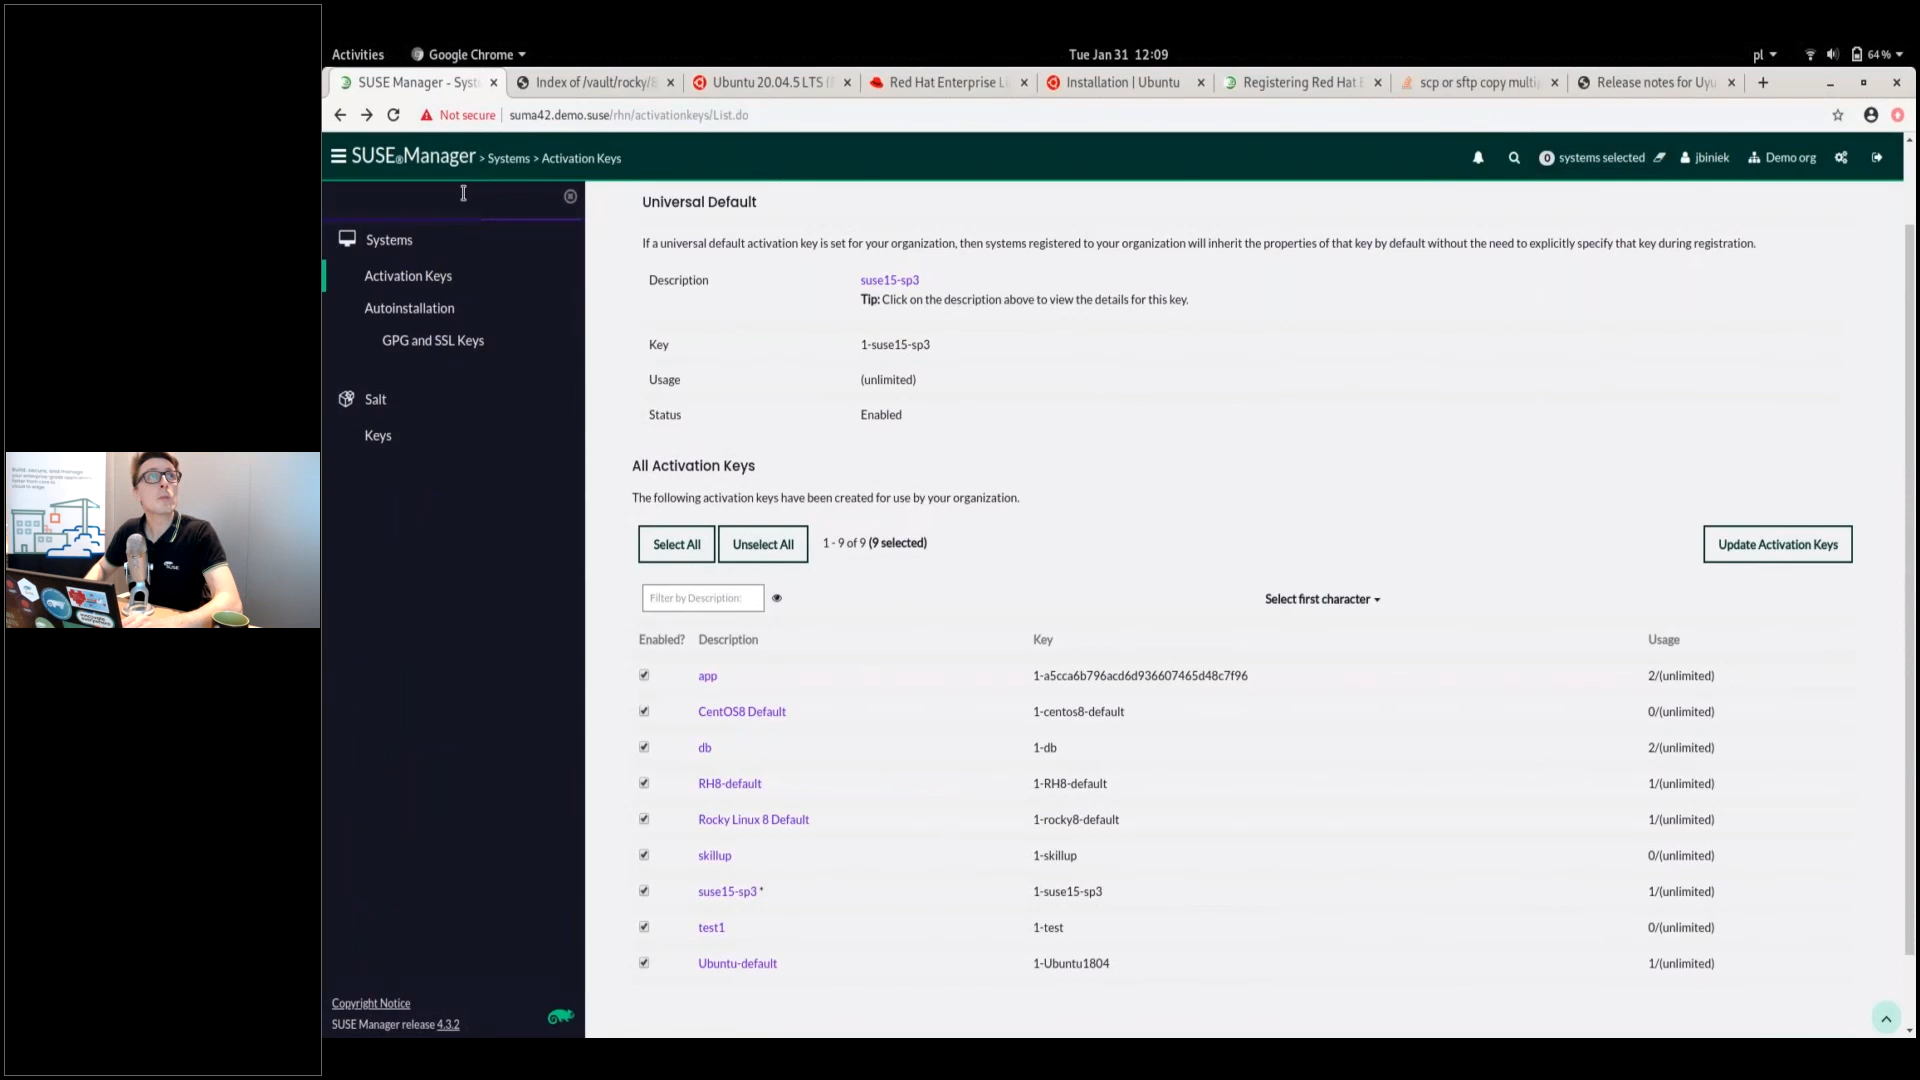 Activities
Google Chrome
Tue Jan 31 12:09
pl
64 %
SUSE Manager - Syst
Index of /vault/rocky/8
Ubuntu 20.04.5 LTS (
Red Hat Enterprise L
Installation | Ubuntu
Registering Red Hat E
scp or sftp copy multi
Release notes for Uyu
Not secure
suma42.demo.suse/rhn/activationkeys/List.do
SUSE®Manager > Systems > Activation Keys
0 systems selected
jbiniek
Demo org
Systems
Activation Keys
Autoinstallation
GPG and SSL Keys
Salt
Keys
Copyright Notice
SUSE Manager release 4.3.2
Universal Default
If a universal default activation key is set for your organization, then systems registered to your organization will inherit the properties of that key by default without the need to explicitly specify that key during registration.
Description
suse15-sp3
Tip: Click on the description above to view the details for this key.
Key
1-suse15-sp3
Usage
(unlimited)
Status
Enabled
All Activation Keys
The following activation keys have been created for use by your organization.
Select All
Unselect All
1 - 9 of 9 (9 selected)
Update Activation Keys
Filter by Description:
Select first character
Enabled? Description Key Usage
app 1-a5cca6b796acd6d936607465d48c7f96 2/(unlimited)
CentOS8 Default 1-centos8-default 0/(unlimited)
db 1-db 2/(unlimited)
RH8-default 1-RH8-default 1/(unlimited)
Rocky Linux 8 Default 1-rocky8-default 1/(unlimited)
skillup 1-skillup 0/(unlimited)
suse15-sp3 * 1-suse15-sp3 1/(unlimited)
test1 1-test 0/(unlimited)
Ubuntu-default 1-Ubuntu1804 1/(unlimited)
Build, secure, and manage
your enterprise-grade applications
SUSE